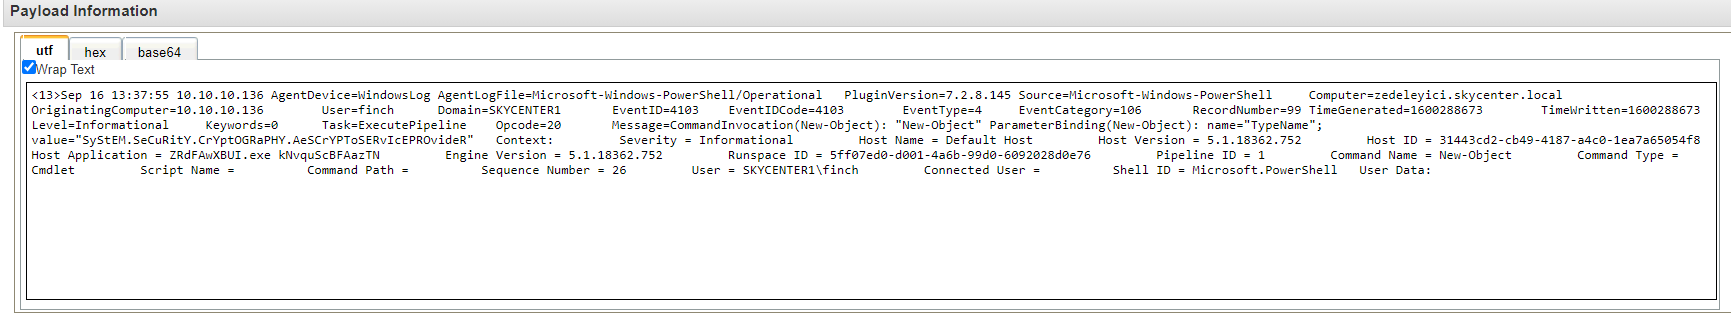 Payload Information
utf hex base64
Wrap Text
<13>Sep 16 13:37:55 10.10.10.136 AgentDevice=WindowsLog AgentLogFile=Microsoft-Windows-PowerShell/Operational PluginVersion=7.2.8.145 Source=Microsoft-Windows-PowerShell Computer=zedeleyici.skycenter.local
OriginatingComputer=10.10.10.136 User=finch Domain=SKYCENTER1 EventID=4103 EventIDCode=4103 EventType=4 EventCategory=106 RecordNumber=99 TimeGenerated=1600288673 TimeWritten=1600288673
Level=Informational Keywords=0 Task=ExecutePipeline Opcode=20 Message=CommandInvocation(New-Object): "New-Object" ParameterBinding(New-Object): name="TypeName";
value="SyStEM.SeCuRitY.CrYptOGRaPHY.AeSCrYPToSERvIcEPROvideR" Context: Severity = Informational Host Name = Default Host Host Version = 5.1.18362.752 Host ID = 31443cd2-cb49-4187-a4c0-1ea7a65054f8
Host Application = ZRdFAwXBUI.exe kNvquScBFAazTN Engine Version = 5.1.18362.752 Runspace ID = 5ff07ed0-d001-4a6b-99d0-6092028d0e76 Pipeline ID = 1 Command Name = New-Object Command Type =
Cmdlet Script Name = Command Path = Sequence Number = 26 User = SKYCENTER1\finch Connected User = Shell ID = Microsoft.PowerShell User Data: